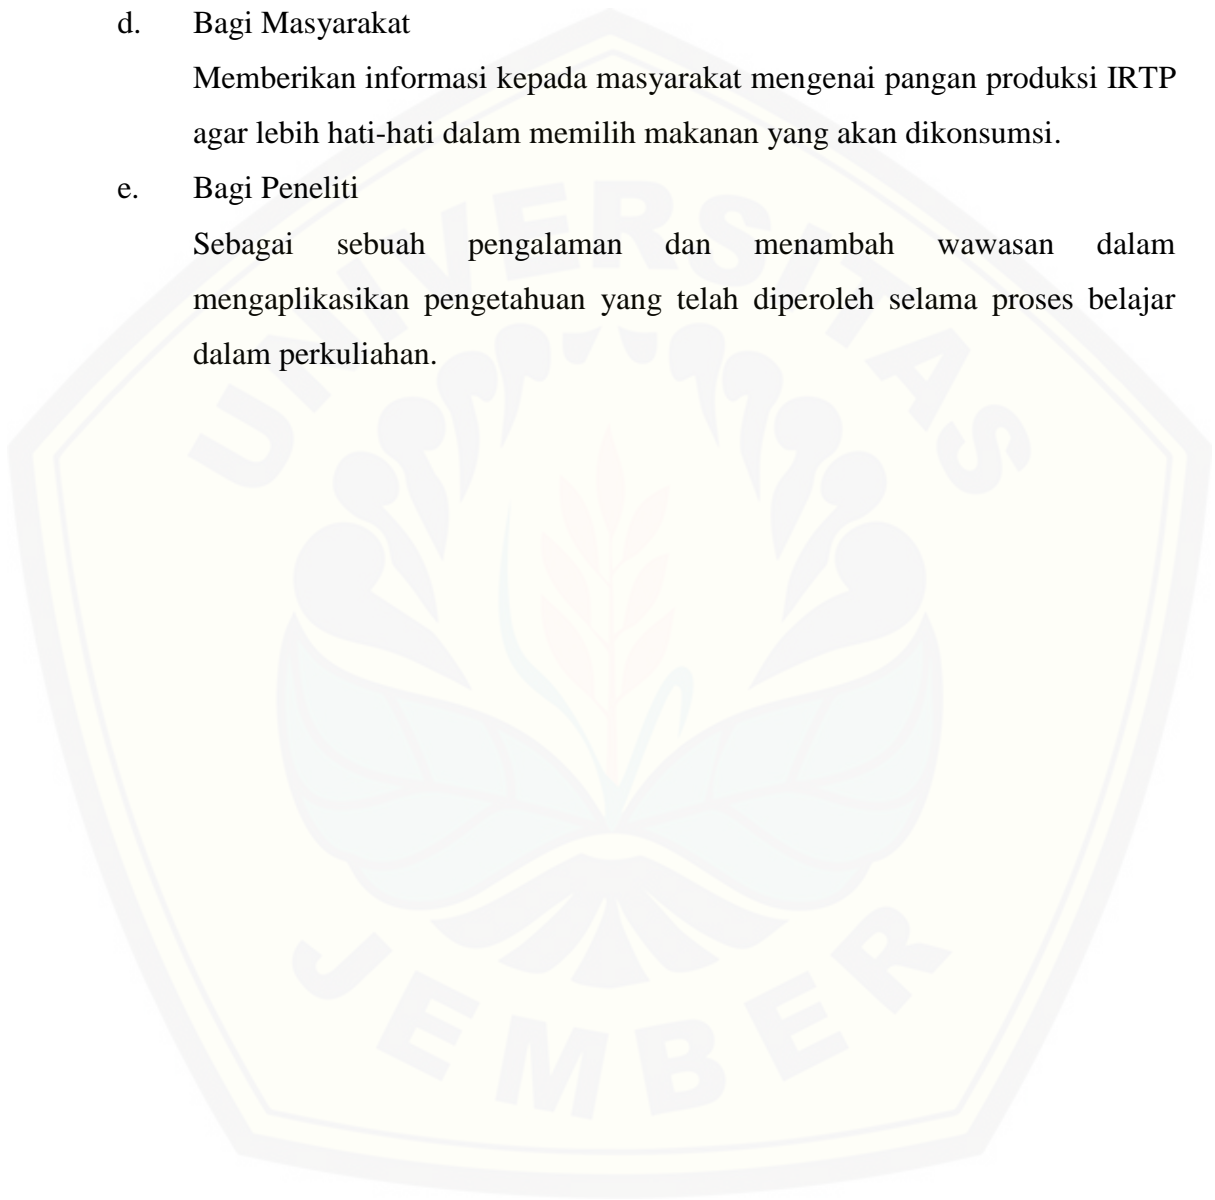 d. Bagi Masyarakat
Memberikan informasi kepada masyarakat mengenai pangan produksi IRTP
agar lebih hati-hati dalam memilih makanan yang akan dikonsumsi.
e. Bagi Peneliti
Sebagai sebuah pengalaman dan menambah wawasan dalam
mengaplikasikan pengetahuan yang telah diperoleh selama proses belajar
dalam perkuliahan.
UNIVERSITAS
JEMBER